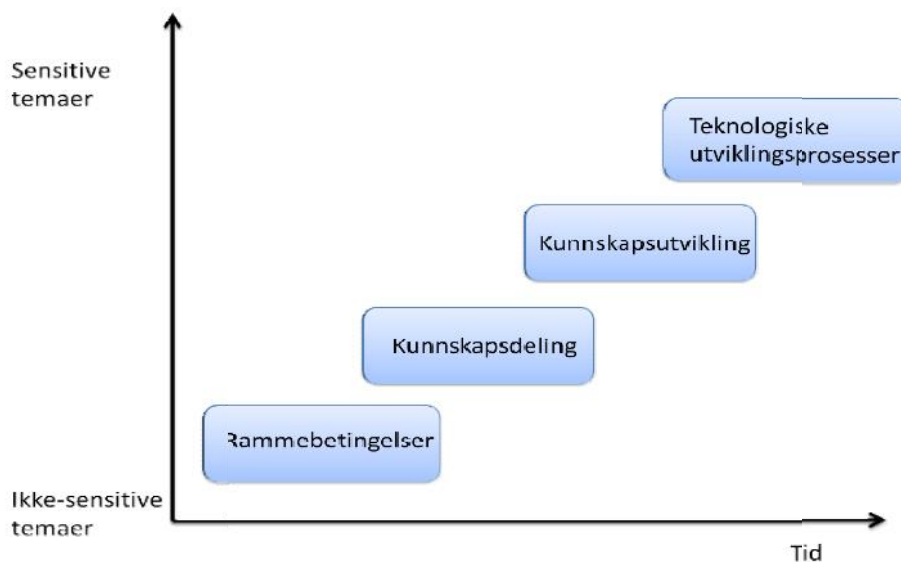 Sensitive
temaer
Teknologiske
utviklingsprosesser
Kunnskapsutvikling
Kunnskapsdeling
Rammebetingelser
Ikke-sensitive
temaer
Tid